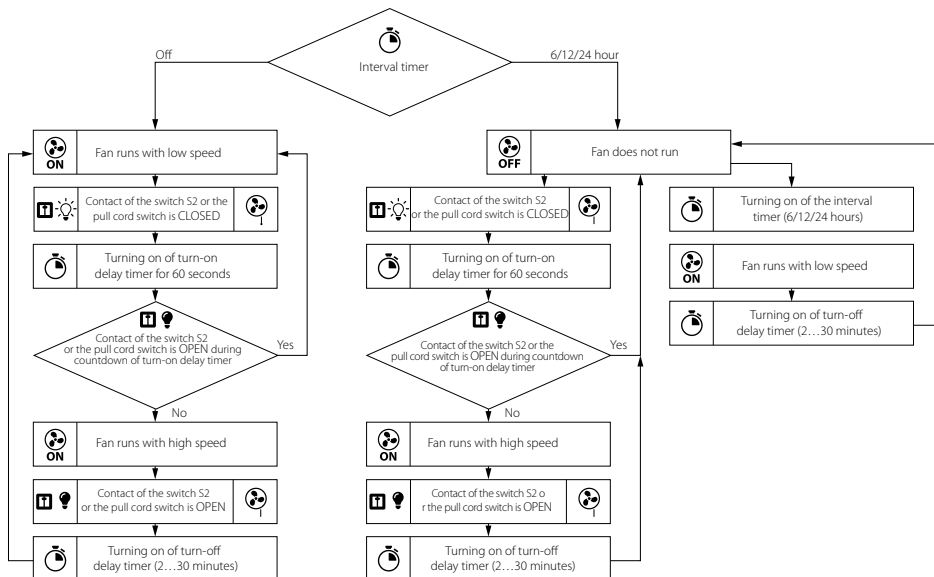 Interval timer
Off
6/12/24 hour
ON
Fan runs with low speed
Contact of the switch S2 or the
pull cord switch is CLOSED
Turning on of turn-on
delay timer for 60 seconds
Contact of the switch S2
or the pull cord switch is OPEN during
countdown of turn-on delay timer
Yes
No
ON
Fan runs with high speed
Contact of the switch S2
or the pull cord switch is OPEN
Turning on of turn-off
delay timer (2...30 minutes)
OFF
Fan does not run
Contact of the switch S2
or the pull cord switch is CLOSED
Turning on of turn-on
delay timer for 60 seconds
Contact of the switch S2 or the
pull cord switch is OPEN during countdown
of turn-on delay timer
Yes
No
ON
Fan runs with high speed
Contact of the switch S2 o
r the pull cord switch is OPEN
Turning on of turn-off
delay timer (2...30 minutes)
Turning on of the interval
timer (6/12/24 hours)
ON
Fan runs with low speed
Turning on of turn-off
delay timer (2...30 minutes)